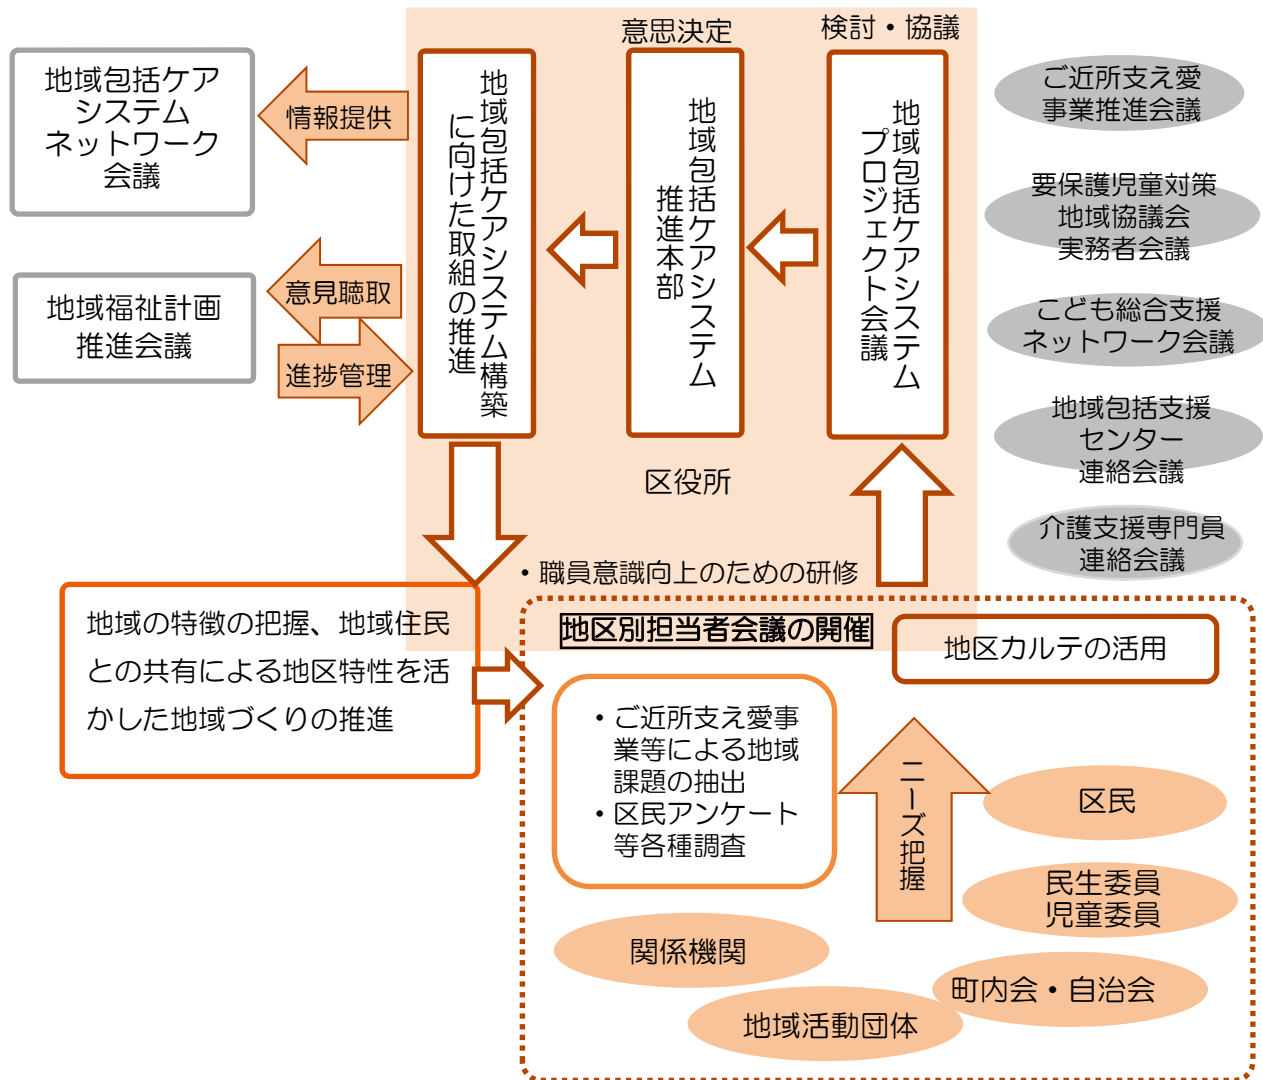 意思決定
検討・協議
地域包括ケア
システム
ネットワーク
会議
情報提供
地域包括ケアシステム構築
に向けた取組の推進
地域包括ケアシステム
推進本部
地域包括ケアシステム
プロジェクト会議
ご近所支え愛
事業推進会議
要保護児童対策
地域協議会
実務者会議
地域福祉計画
推進会議
意見聴取
進捗管理
こども総合支援
ネットワーク会議
地域包括支援
センター
連絡会議
区役所
介護支援専門員
連絡会議
・職員意識向上のための研修
地域の特徴の把握、地域住民
との共有による地区特性を活
かした地域づくりの推進
地区別担当者会議の開催
地区カルテの活用
・ご近所支え愛事
業等による地域
課題の抽出
・区民アンケート
等各種調査
ニーズ把握
区民
民生委員
児童委員
関係機関
町内会・自治会
地域活動団体